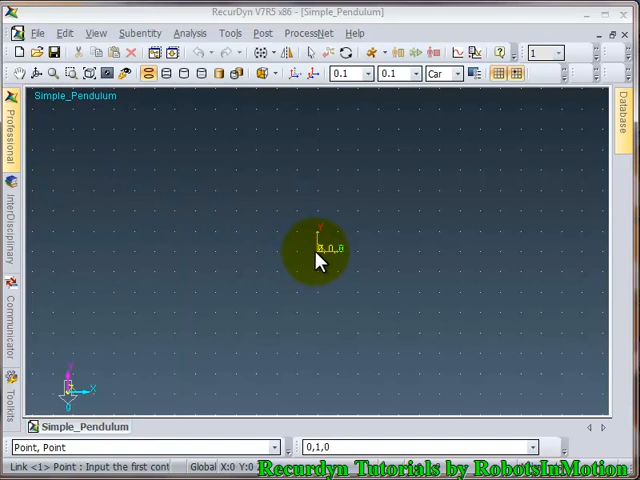 RecurDyn V7R5 x86 - [Simple_Pendulum]
File Edit View Subentity Analysis Tools Post ProcessNet Help
1
0.1 0.1 Car
Simple_Pendulum
Professional
InterDisciplinary
Communicator
Toolkits
Database
Y
0,0,0
Y
X
g
Simple_Pendulum
Point, Point
0,1,0
Link <1> Point : Input the first cont Global X:0 Y:0
Recurdyn Tutorials by RobotsInMotion